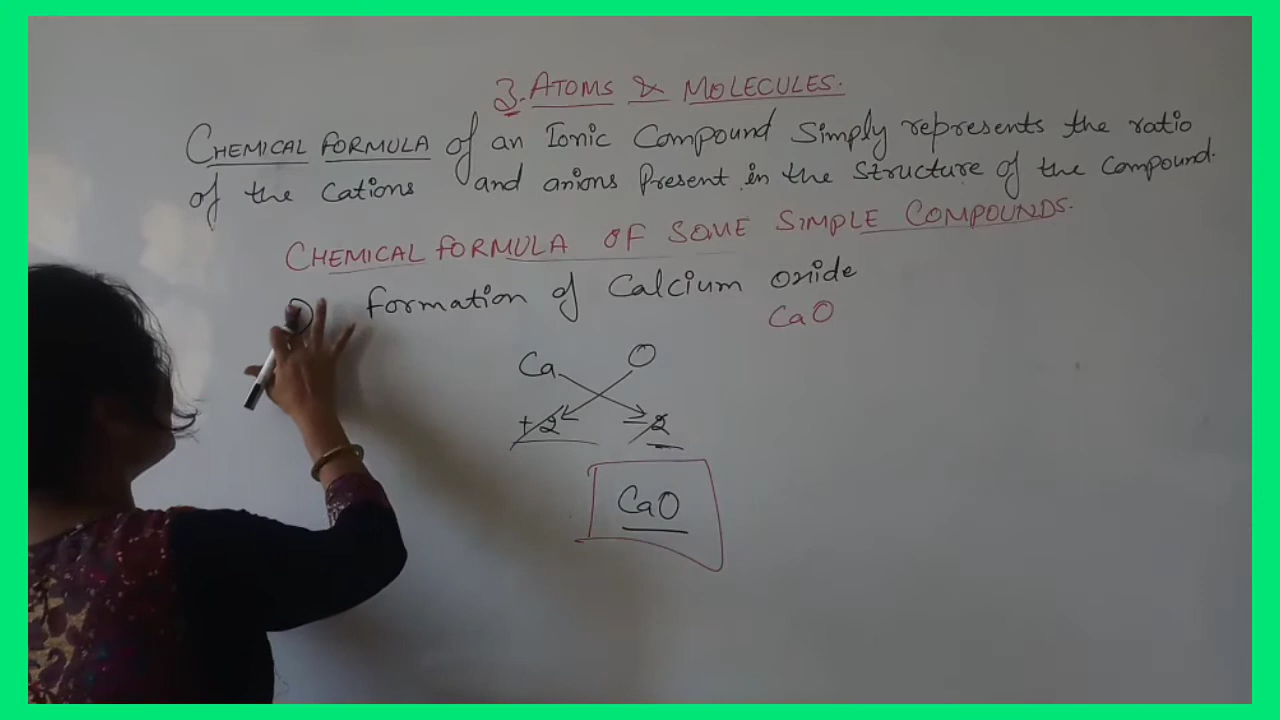 3. ATOMS & MOLECULES.
CHEMICAL FORMULA of an Ionic Compound Simply represents the ratio
of the Cations and anions Present in the Structure of the Compound.
CHEMICAL FORMULA OF SOME SIMPLE COMPOUNDS.
formation of Calcium Oxide
CaO
Ca O
+2 -2
CaO